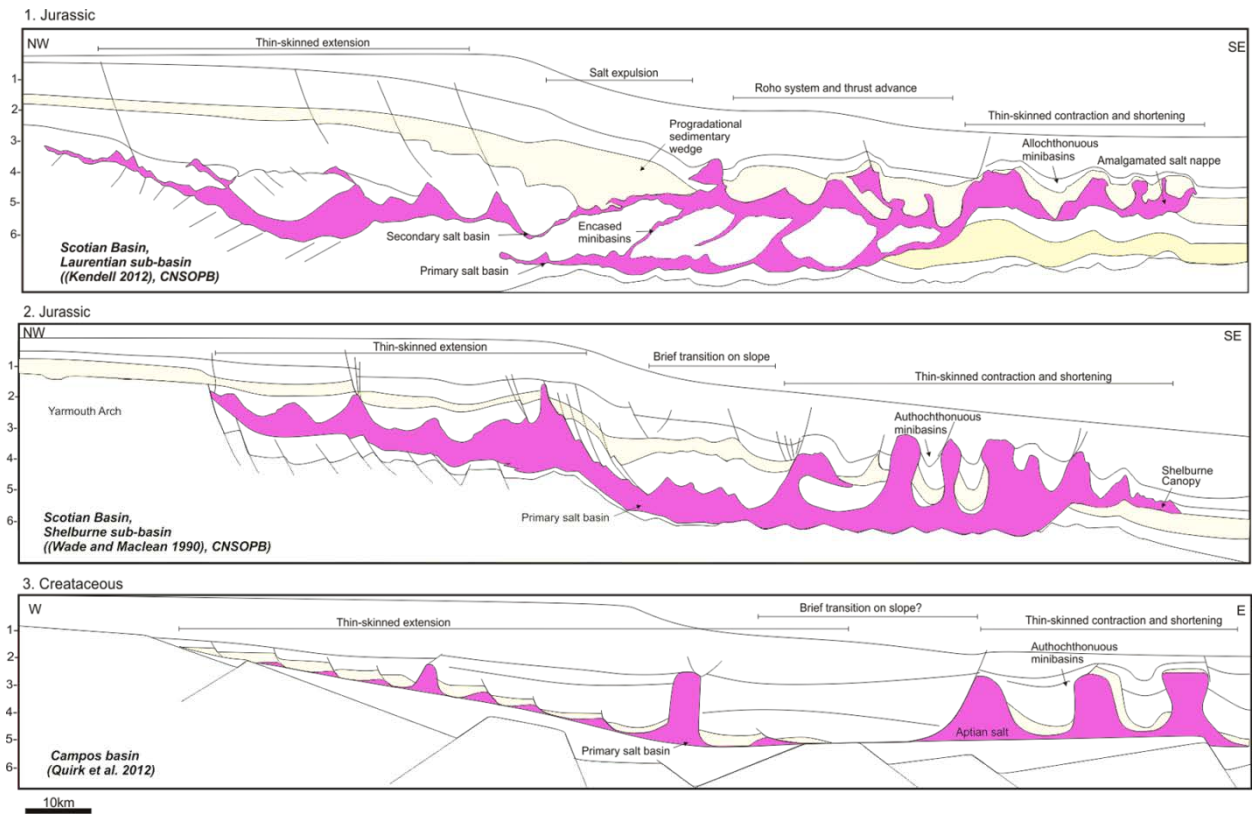 1. Jurassic
NW
SE
Thin-skinned extension
Salt expulsion
Roho system and thrust advance
Thin-skinned contraction and shortening
Progradational
sedimentary
wedge
Allochthonuous
minibasins
Amalgamated salt nappe
1
2
3
4
5
6
Secondary salt basin
Encased
minibasins
Primary salt basin
Scotian Basin,
Laurentian sub-basin
((Kendell 2012), CNSOPB)
2. Jurassic
NW
SE
Thin-skinned extension
Brief transition on slope
Thin-skinned contraction and shortening
1
2
3
4
5
6
Yarmouth Arch
Authochthonuous
minibasins
Shelburne
Canopy
Primary salt basin
Scotian Basin,
Shelburne sub-basin
((Wade and Maclean 1990), CNSOPB)
3. Creataceous
W
E
Thin-skinned extension
Brief transition on slope?
Thin-skinned contraction and shortening
Authochthonuous
minibasins
1
2
3
4
5
6
Aptian salt
Primary salt basin
Campos basin
(Quirk et al. 2012)
10km